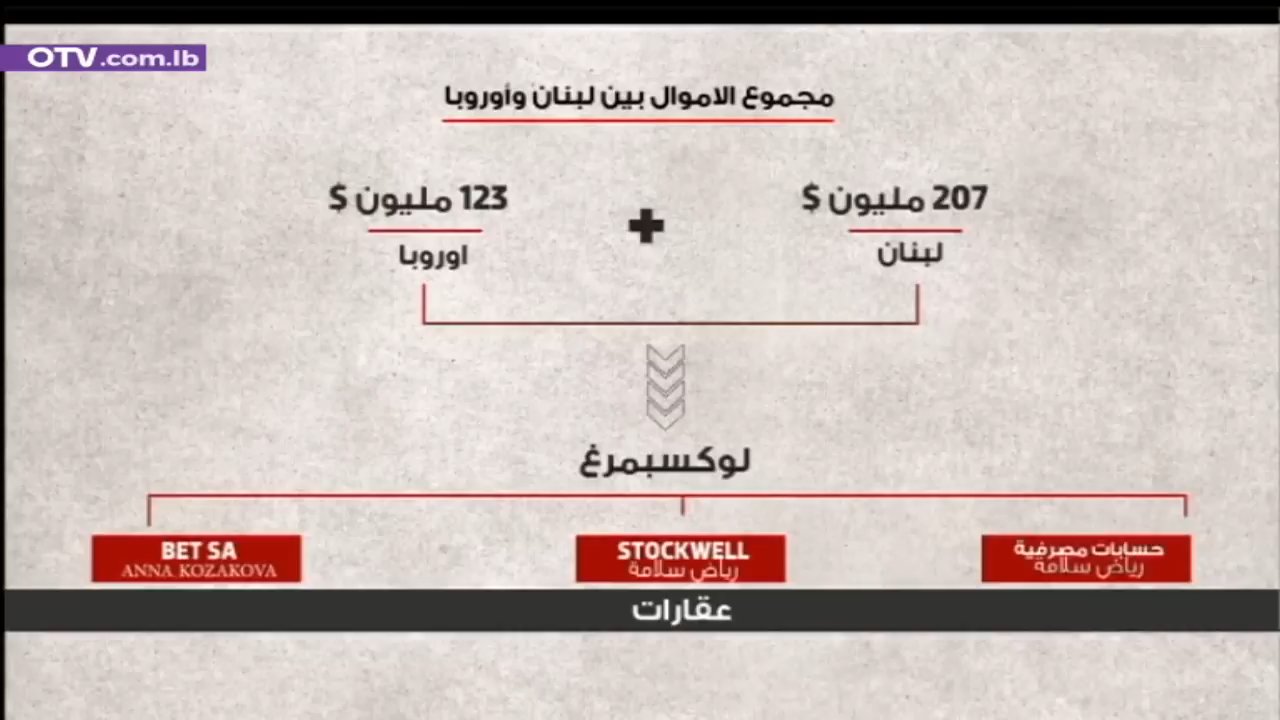 OTV.com.lb
مجموع الاموال بين لبنان وأوروبا
207 مليون $
123 مليون $
لبنان
اوروبا
لوكسبمرغ
حسابات مصرفية
رياض سلامة
STOCKWELL
رياض سلامة
BET SA
ANNA KOZAKOVA
عقارات